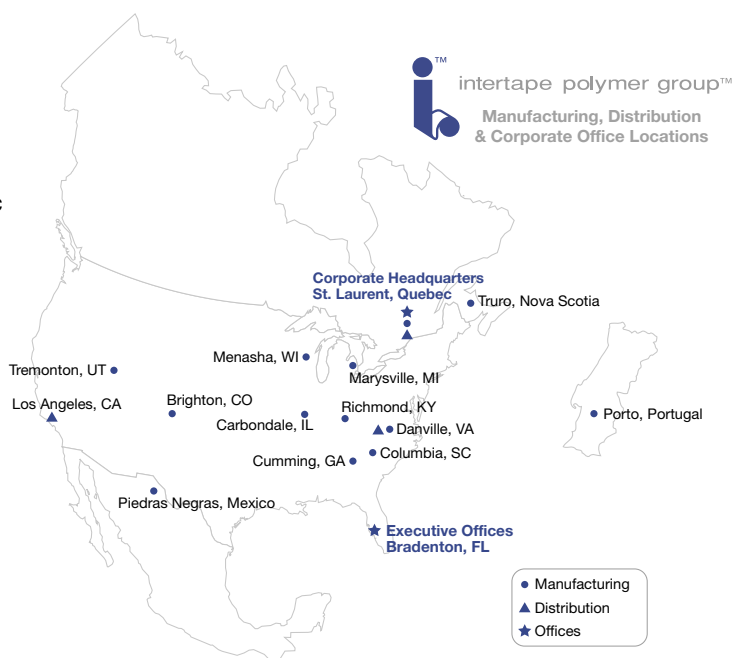 ™
intertape polymer group™
Manufacturing, Distribution
& Corporate Office Locations
c
Corporate Headquarters
St. Laurent, Quebec
Truro, Nova Scotia
Menasha, WI
Tremonton, UT
Marysville, MI
Los Angeles, CA
Brighton, CO
Richmond, KY
Carbondale, IL
Danville, VA
Porto, Portugal
Columbia, SC
Cumming, GA
Piedras Negras, Mexico
Executive Offices
Bradenton, FL
Manufacturing
Distribution
Offices